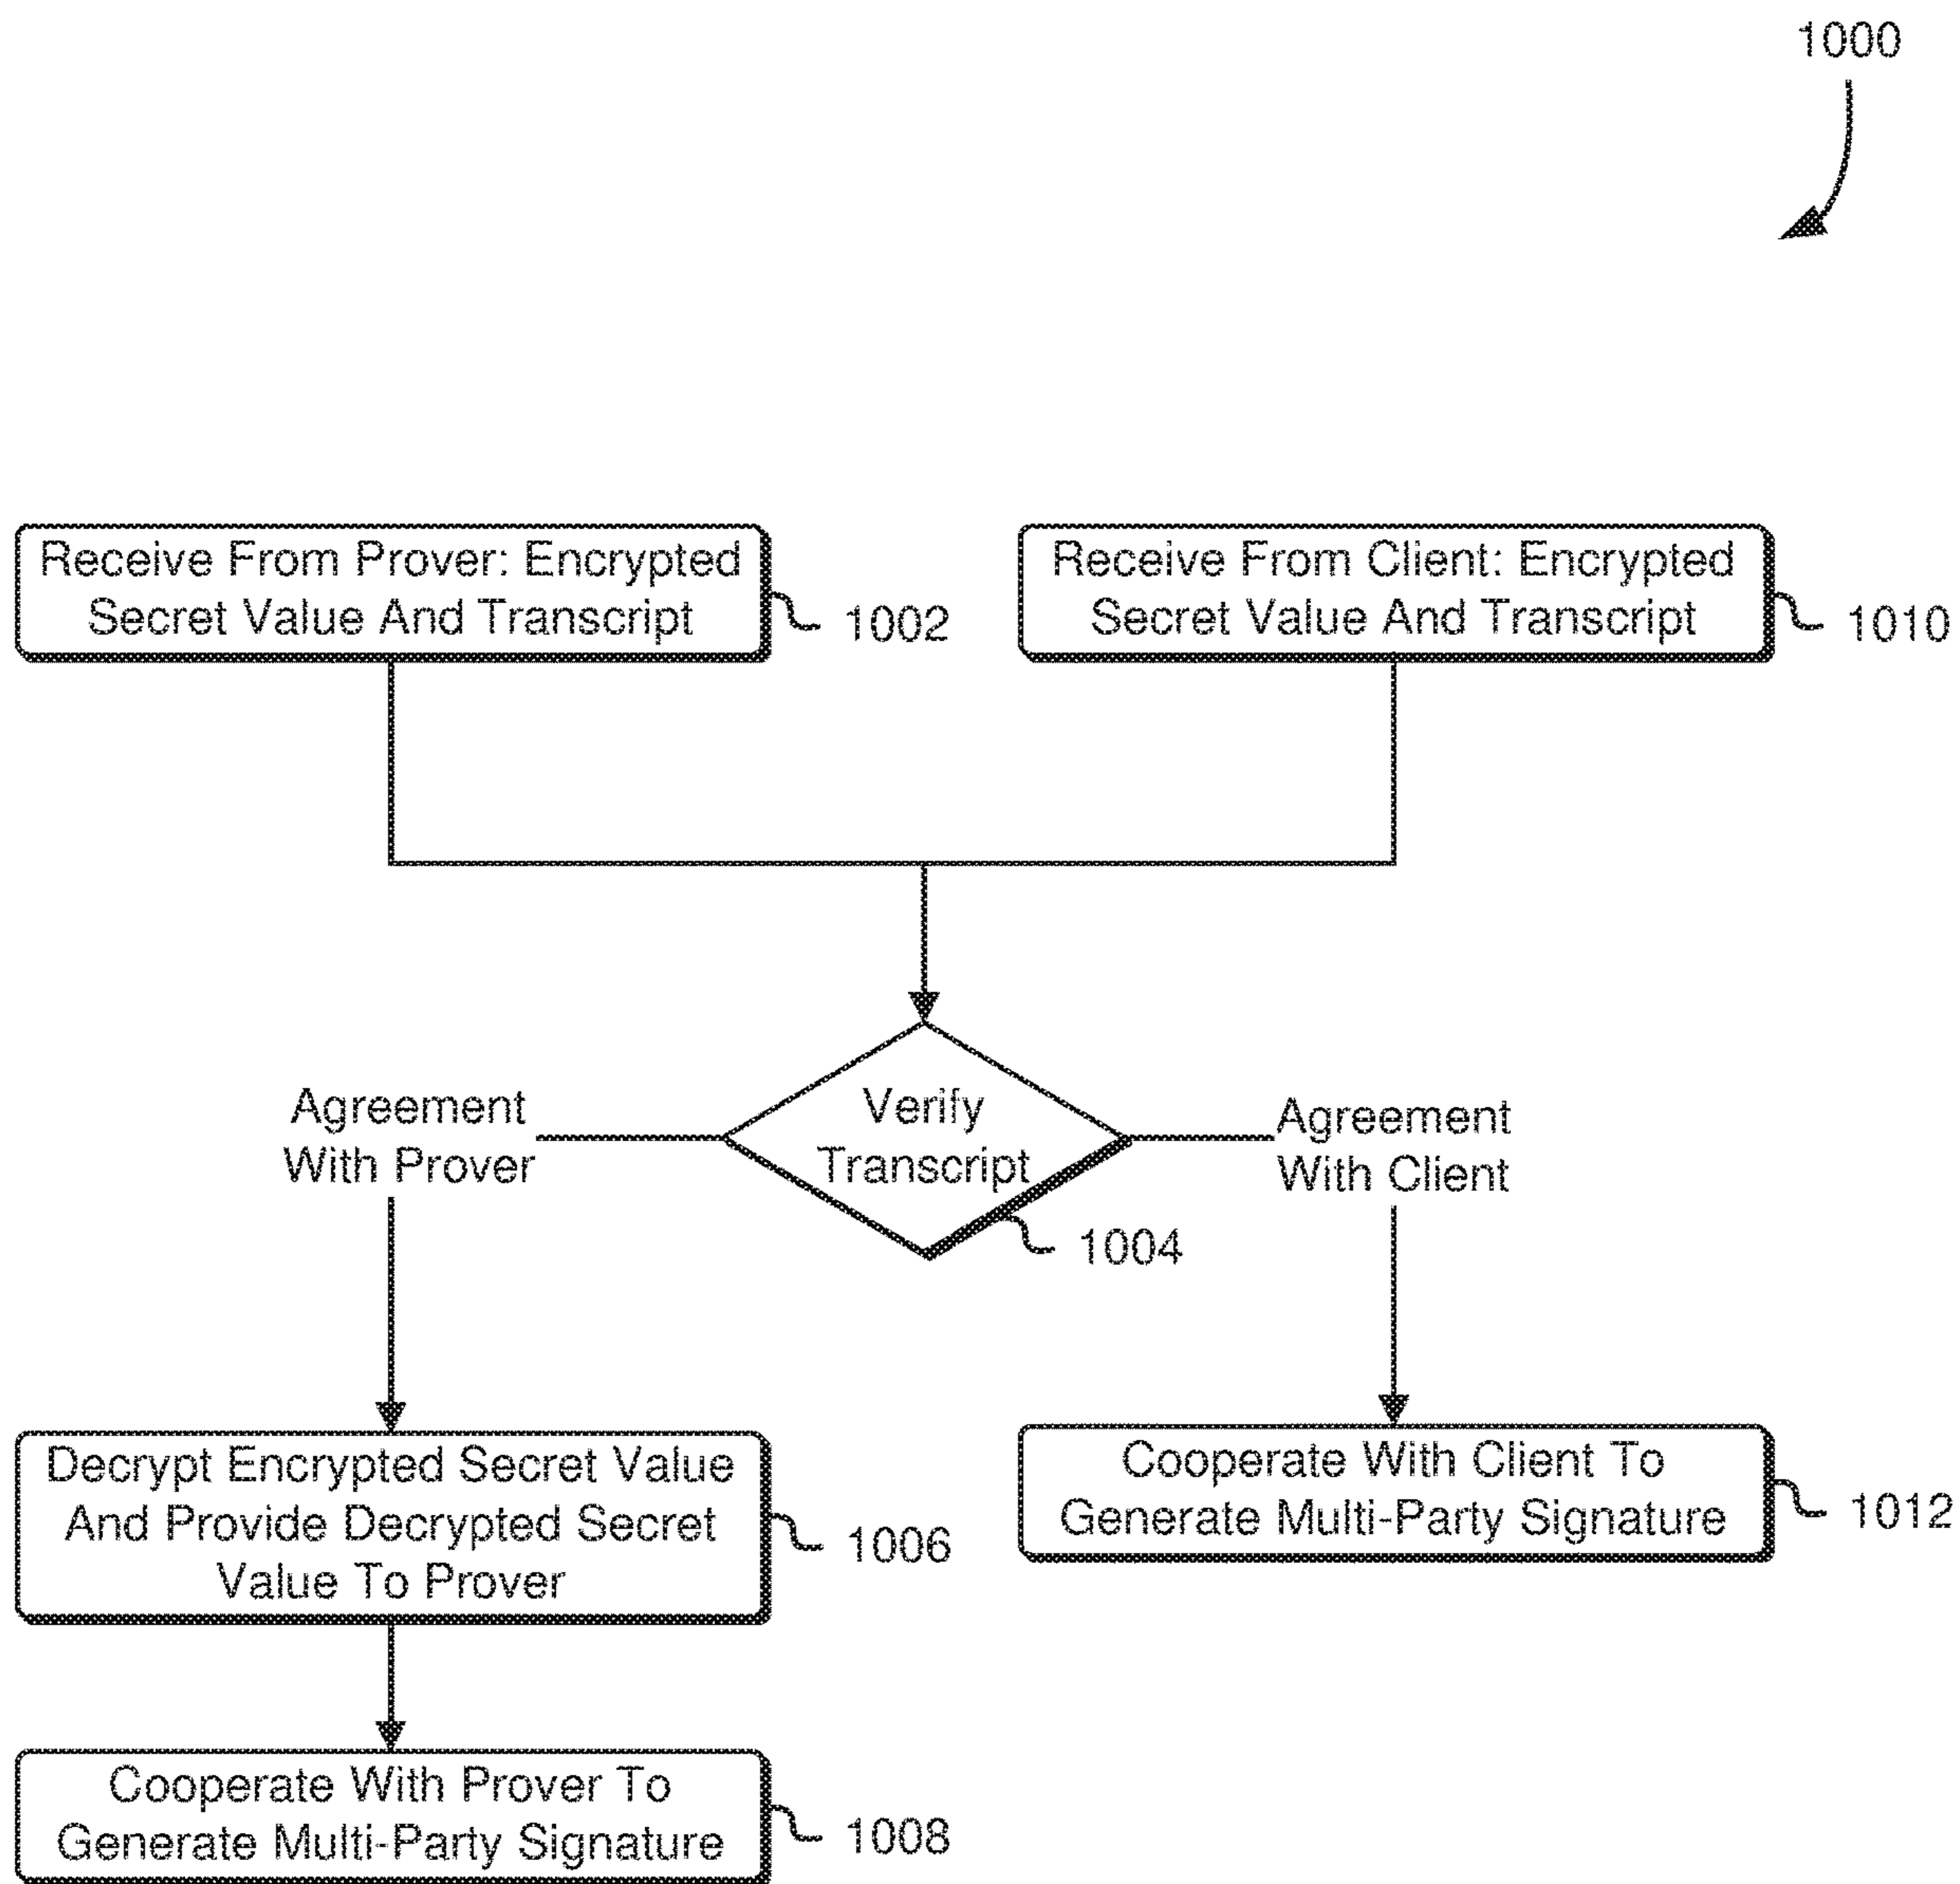 1000
Receive From Prover: Encrypted
Secret Value And Transcript
1002
Receive From Client: Encrypted
Secret Value And Transcript
1010
Agreement
With Prover
Verify
Transcript
1004
Agreement
With Client
Decrypt Encrypted Secret Value
And Provide Decrypted Secret
Value To Prover
1006
Cooperate With Client To
Generate Multi-Party Signature
1012
Cooperate With Prover To
Generate Multi-Party Signature
1008